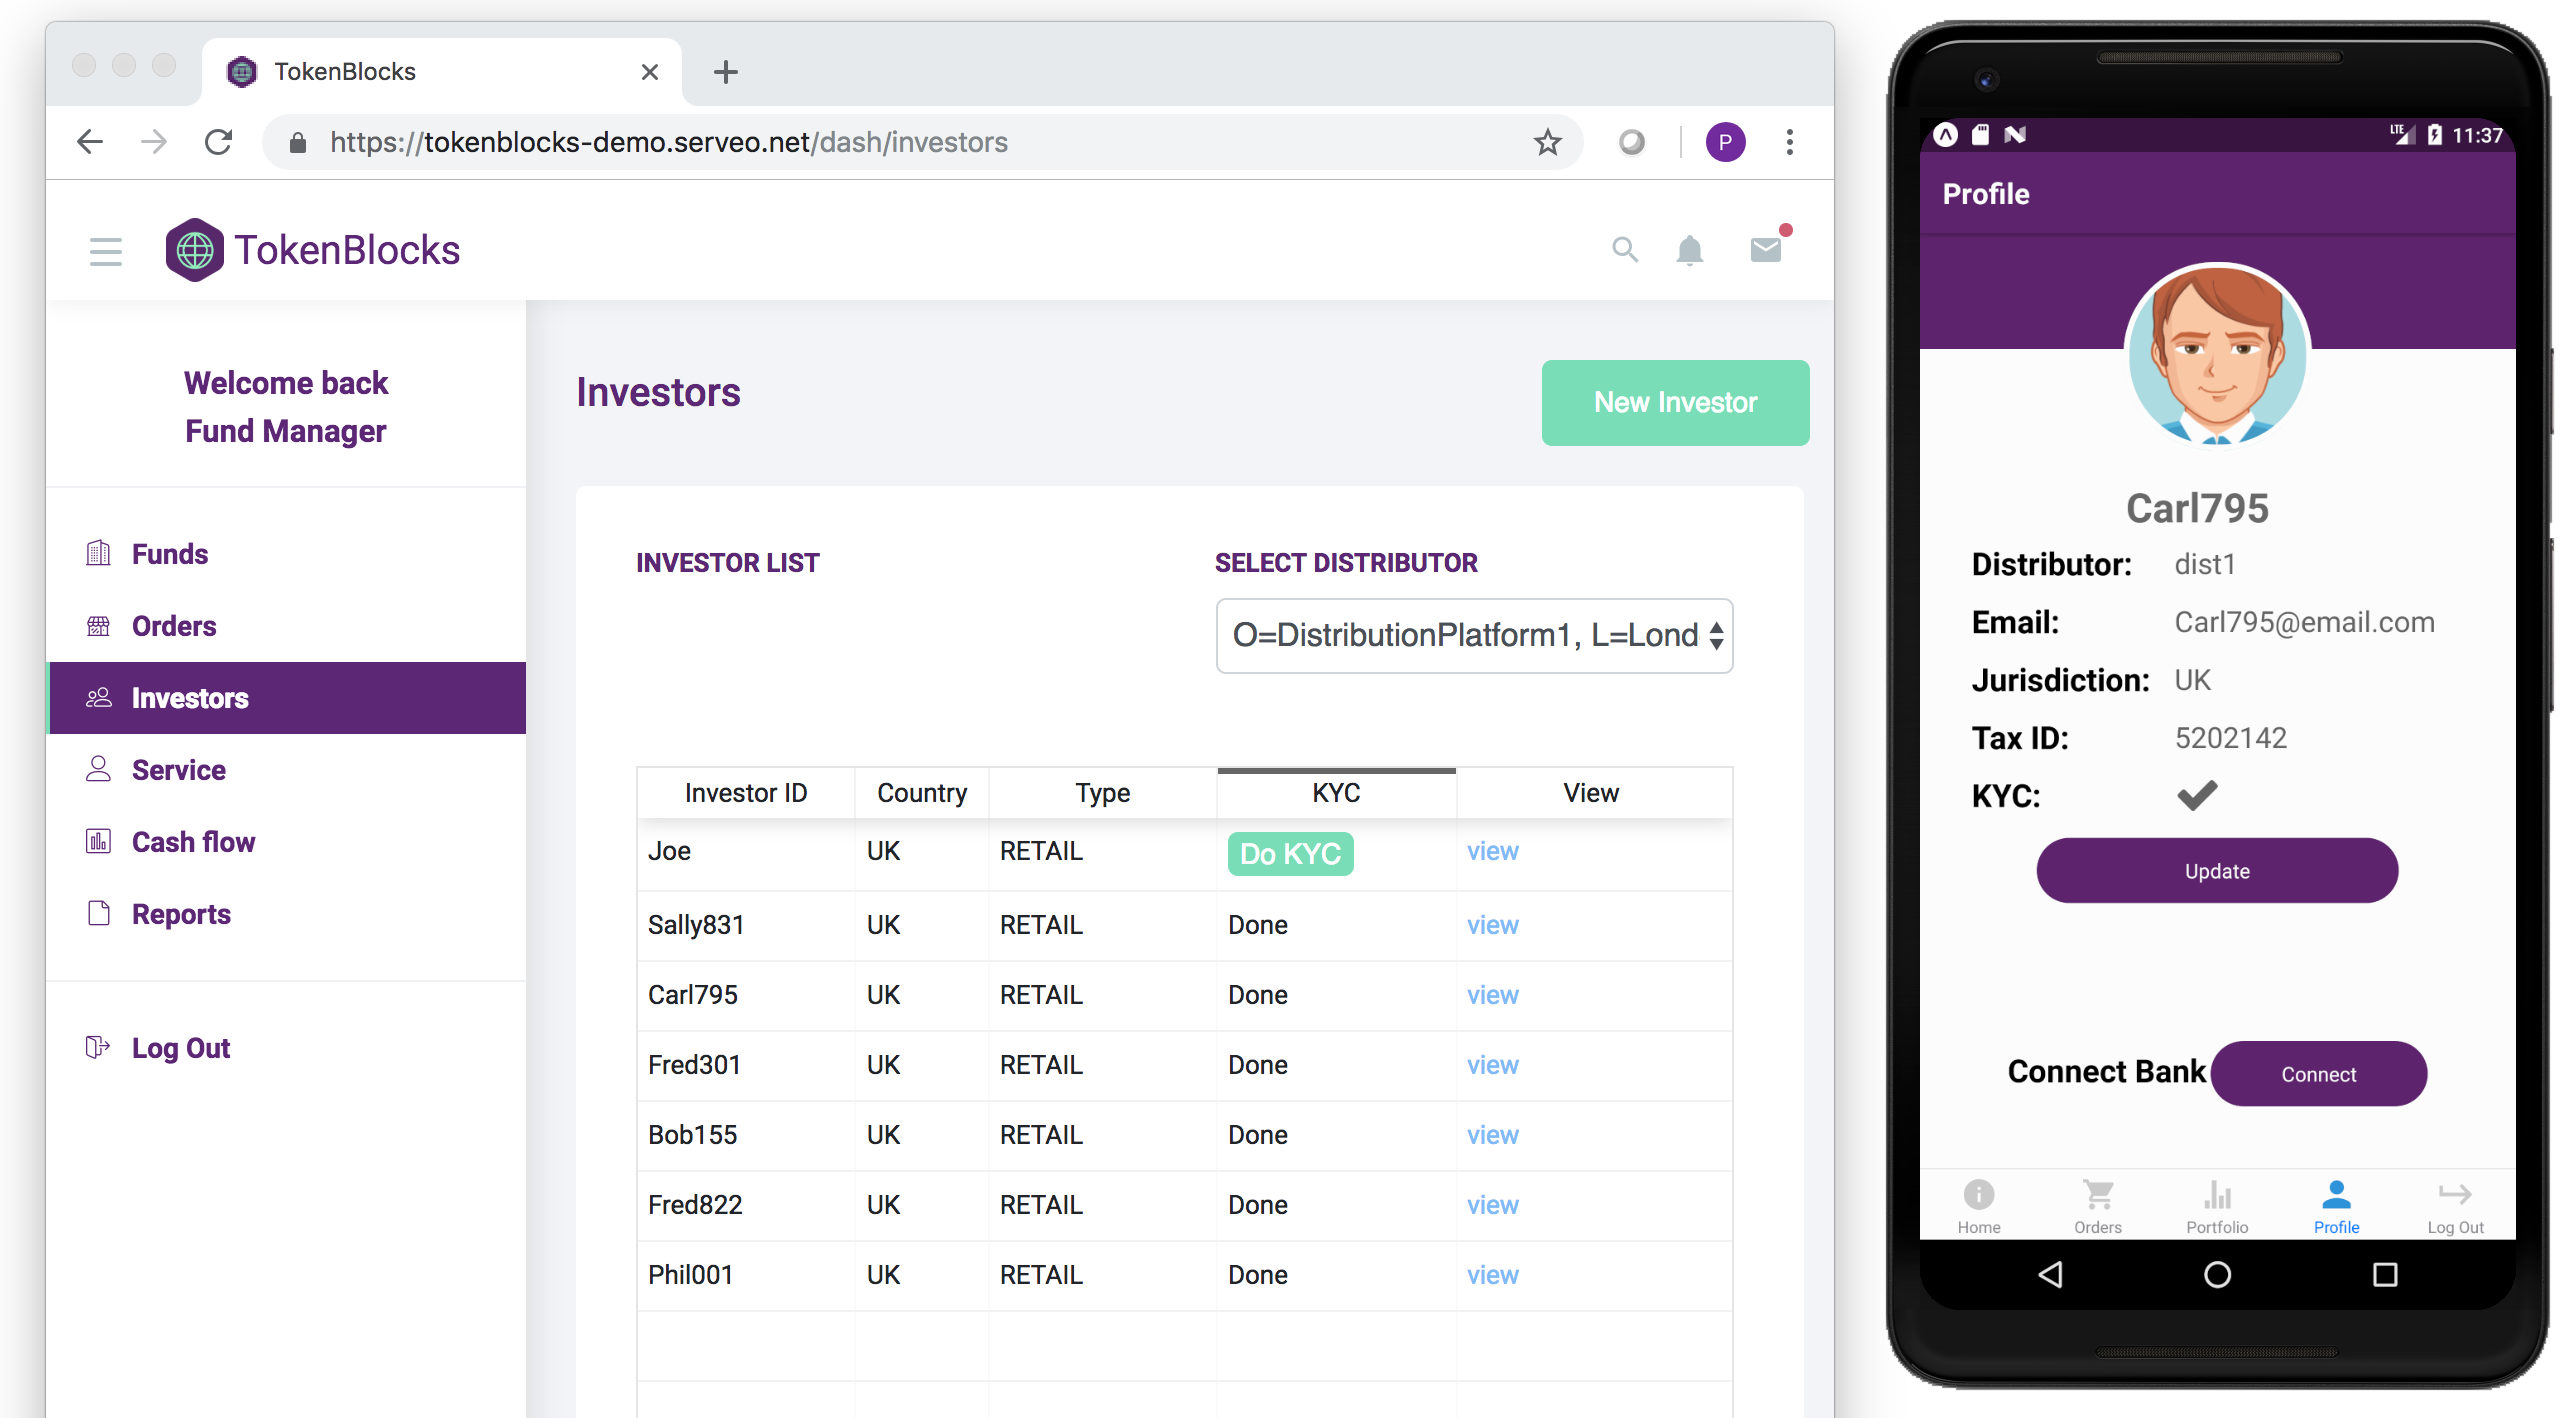 TokenBlocks
https://tokenblocks-demo.serveo.net/dash/investors
P
TokenBlocks
Welcome back
Fund Manager
Funds
Orders
Investors
Service
Cash flow
Reports
Log Out
Investors
New Investor
INVESTOR LIST
SELECT DISTRIBUTOR
O=DistributionPlatform1, L=Lond
Investor ID Country Type KYC View
Joe UK RETAIL Do KYC view
Sally831 UK RETAIL Done view
Carl795 UK RETAIL Done view
Fred301 UK RETAIL Done view
Bob155 UK RETAIL Done view
Fred822 UK RETAIL Done view
Phil001 UK RETAIL Done view
LTE 11:37
Profile
Carl795
Distributor: dist1
Email: Carl795@email.com
Jurisdiction: UK
Tax ID: 5202142
KYC:
Update
Connect Bank Connect
Home Orders Portfolio Profile Log Out